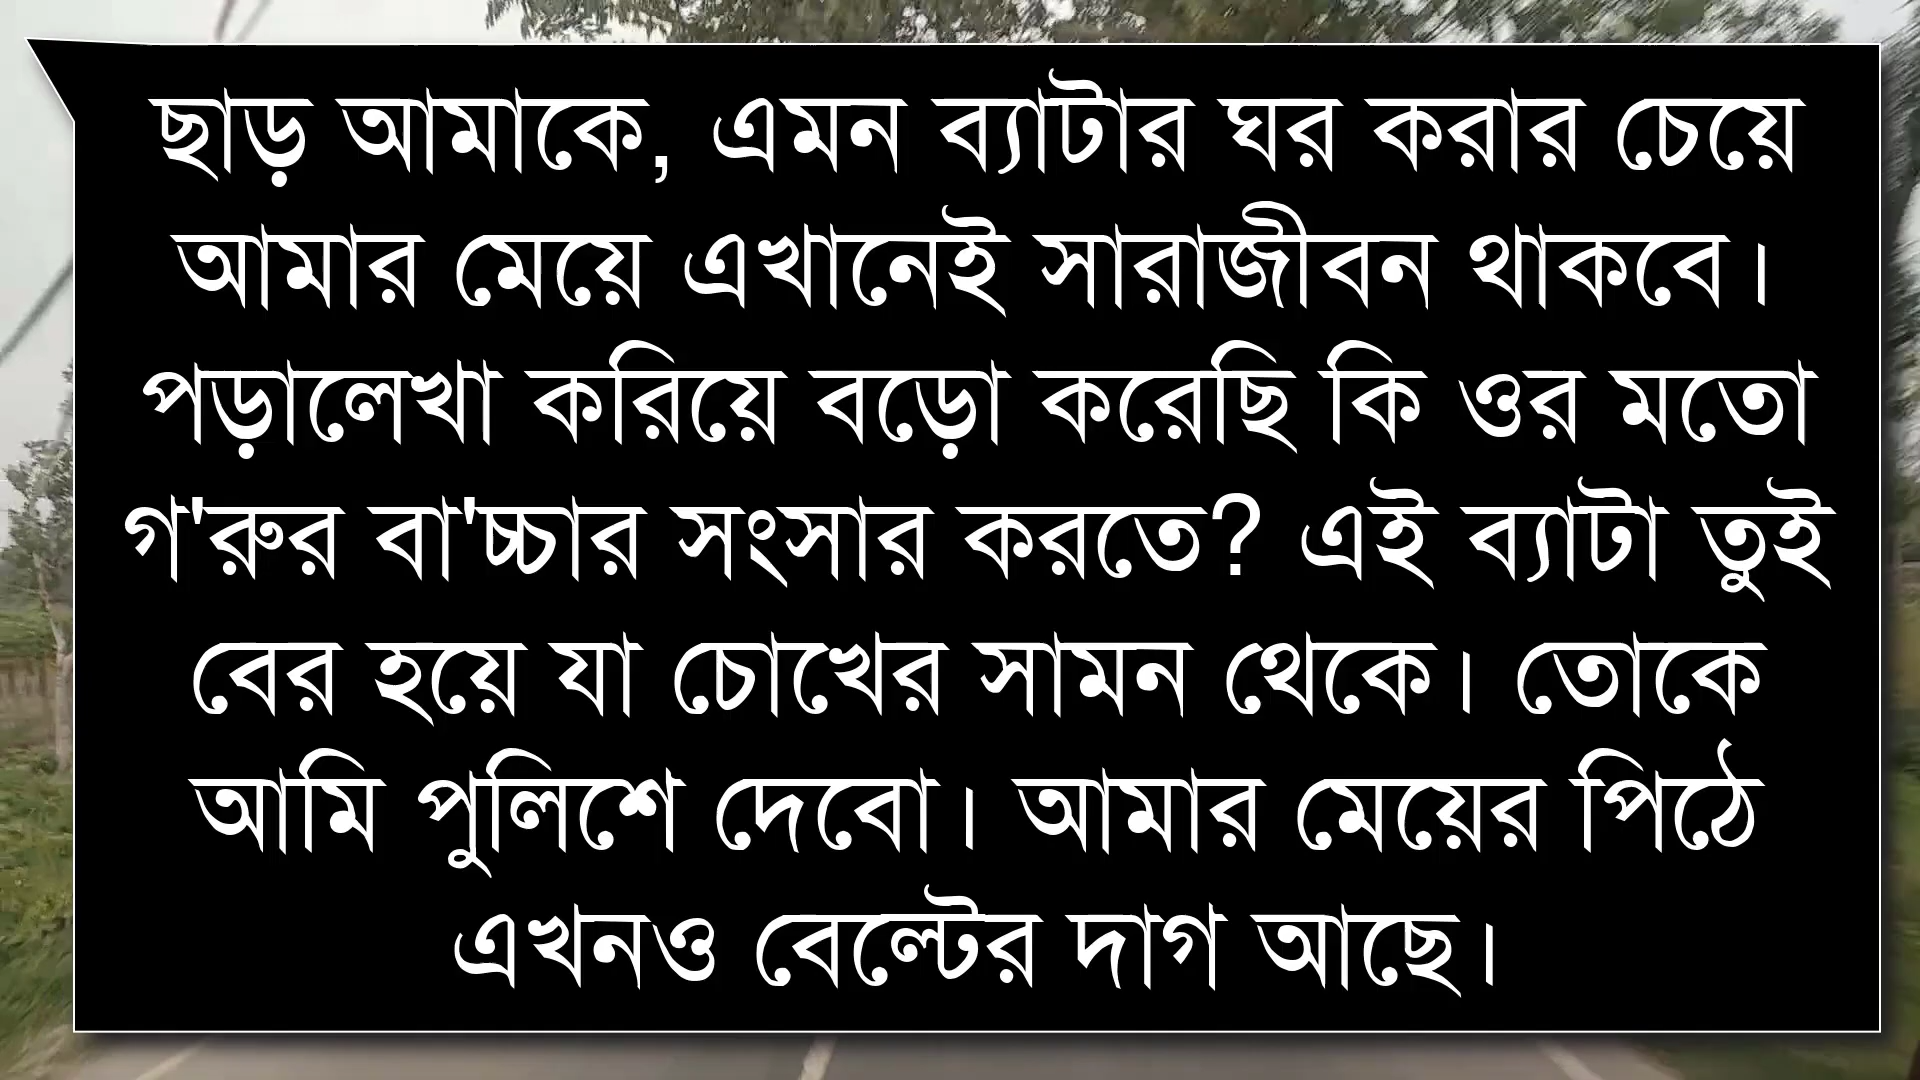 ছাড় আমাকে, এমন ব্যাটার ঘর করার চেয়ে
আমার মেয়ে এখানেই সারাজীবন থাকবে।
পড়ালেখা করিয়ে বড়ো করেছি কি ওর মতো
গ'রুর বা'চ্চার সংসার করতে? এই ব্যাটা তুই
বের হয়ে যা চোখের সামন থেকে। তোকে
আমি পুলিশে দেবো। আমার মেয়ের পিঠে
এখনও বেল্টের দাগ আছে।